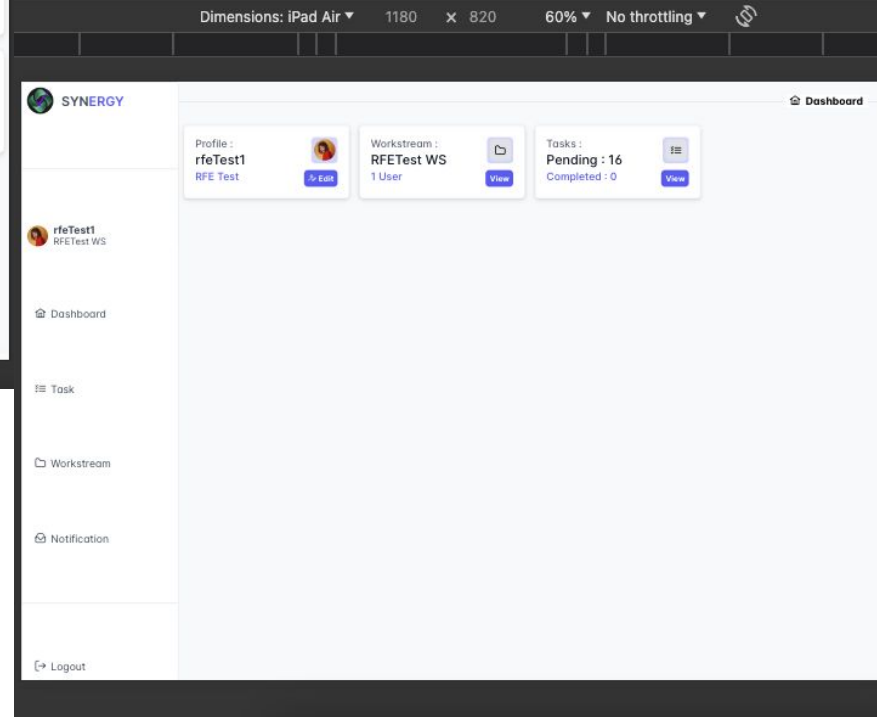 Dimensions: iPad Air ▼ 1180 × 820 60% ▼ No throttling ▼
SYNERGY
Dashboard
Profile :
rfeTest1
RFE Test
Edit
Workstream :
RFETest WS
1 User
View
Tasks :
Pending : 16
Completed : 0
View
rfeTest1
RFETest WS
Dashboard
Task
Workstream
Notification
Logout